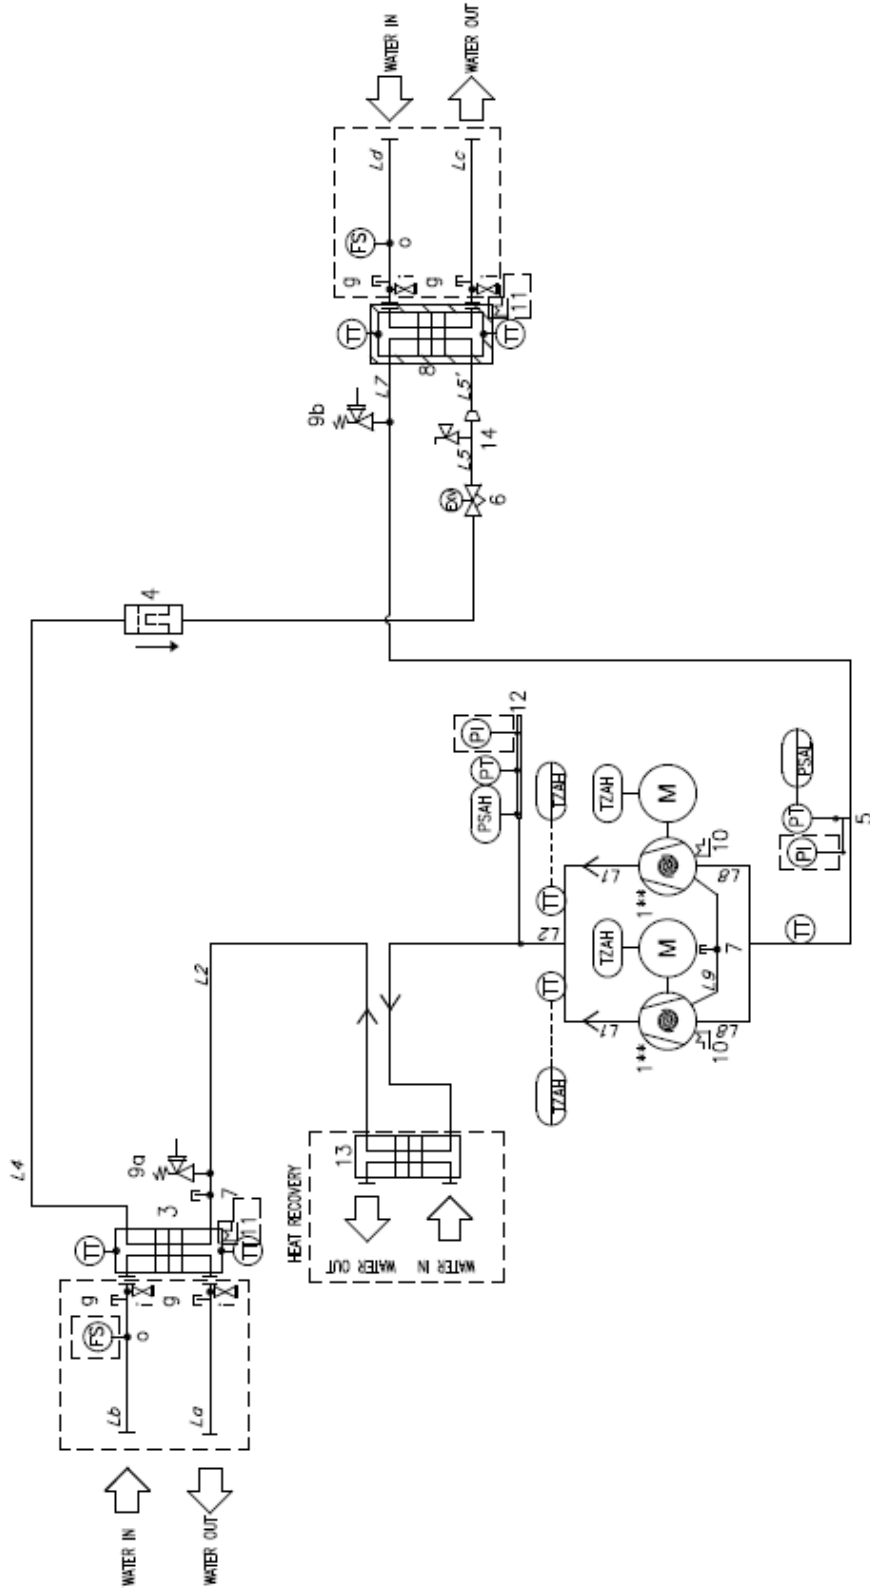 WATER IN
WATER OUT
Ld
Lc
FS
o
g
i
g
i
11
TT
TT
8
L7
L5'
9b
14
L5
EXV
6
4
12
PI
PT
PSAH
TZAH
TZAH
M
PSAL
PT
PI
5
10
L1
L8
1**
TT
TT
L2
TZAH
M
7
L9
TT
L2
L1
L8
1**
10
TZAH
13
HEAT RECOVERY
WATER OUT
WATER IN
L4
9a
7
3
TT
TT
11
g
i
g
i
FS
o
Lb
La
WATER IN
WATER OUT